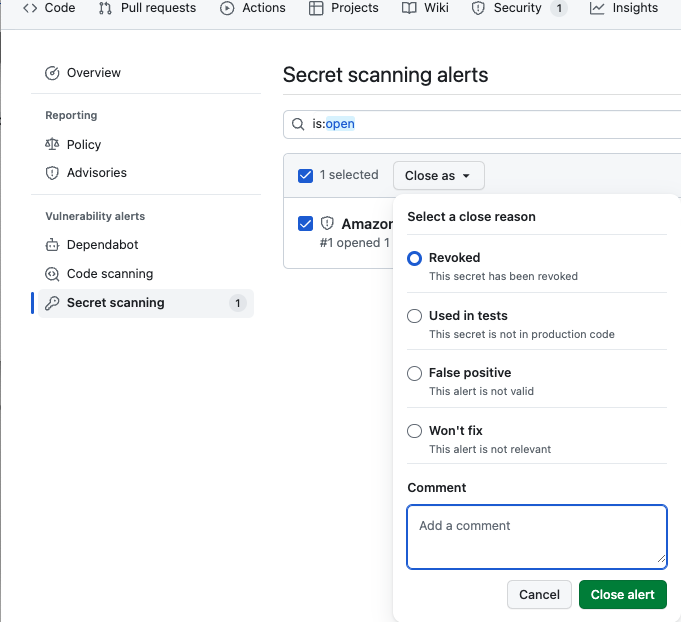 Code Pull requests Actions Projects Wiki Security 1 Insights
Overview
Reporting
Policy
Advisories
Vulnerability alerts
Dependabot
Code scanning
Secret scanning 1
Secret scanning alerts
is:open
1 selected Close as
Amazon
#1 opened 1
Select a close reason
Revoked
This secret has been revoked
Used in tests
This secret is not in production code
False positive
This alert is not valid
Won't fix
This alert is not relevant
Comment
Add a comment
Cancel Close alert